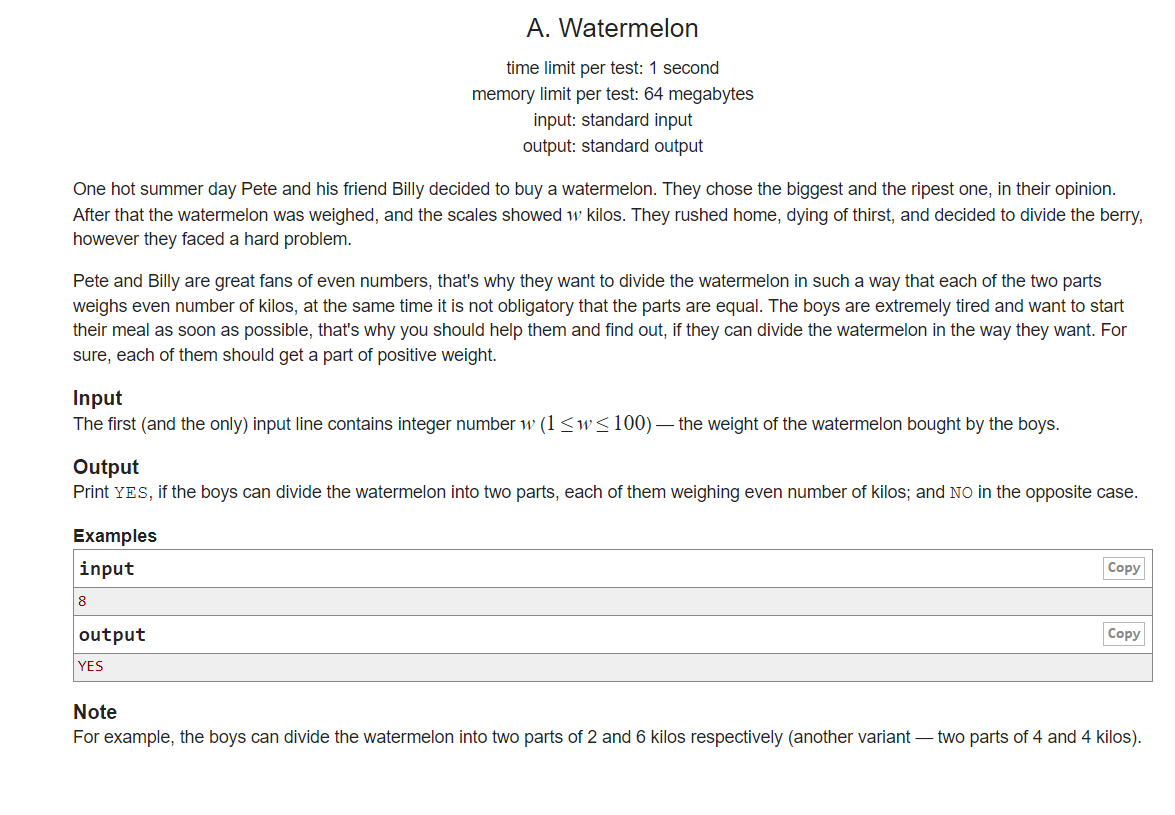 A. Watermelon
time limit per test: 1 second
memory limit per test: 64 megabytes
input: standard input
output: standard output
One hot summer day Pete and his friend Billy decided to buy a watermelon. They chose the biggest and the ripest one, in their opinion.
After that the watermelon was weighed, and the scales showed w kilos. They rushed home, dying of thirst, and decided to divide the berry,
however they faced a hard problem.
Pete and Billy are great fans of even numbers, that's why they want to divide the watermelon in such a way that each of the two parts
weighs even number of kilos, at the same time it is not obligatory that the parts are equal. The boys are extremely tired and want to start
their meal as soon as possible, that's why you should help them and find out, if they can divide the watermelon in the way they want. For
sure, each of them should get a part of positive weight.
Input
The first (and the only) input line contains integer number w (1 ≤ w ≤ 100) — the weight of the watermelon bought by the boys.
Output
Print YES, if the boys can divide the watermelon into two parts, each of them weighing even number of kilos; and NO in the opposite case.
Examples
input Copy
8
output Copy
YES
Note
For example, the boys can divide the watermelon into two parts of 2 and 6 kilos respectively (another variant — two parts of 4 and 4 kilos).